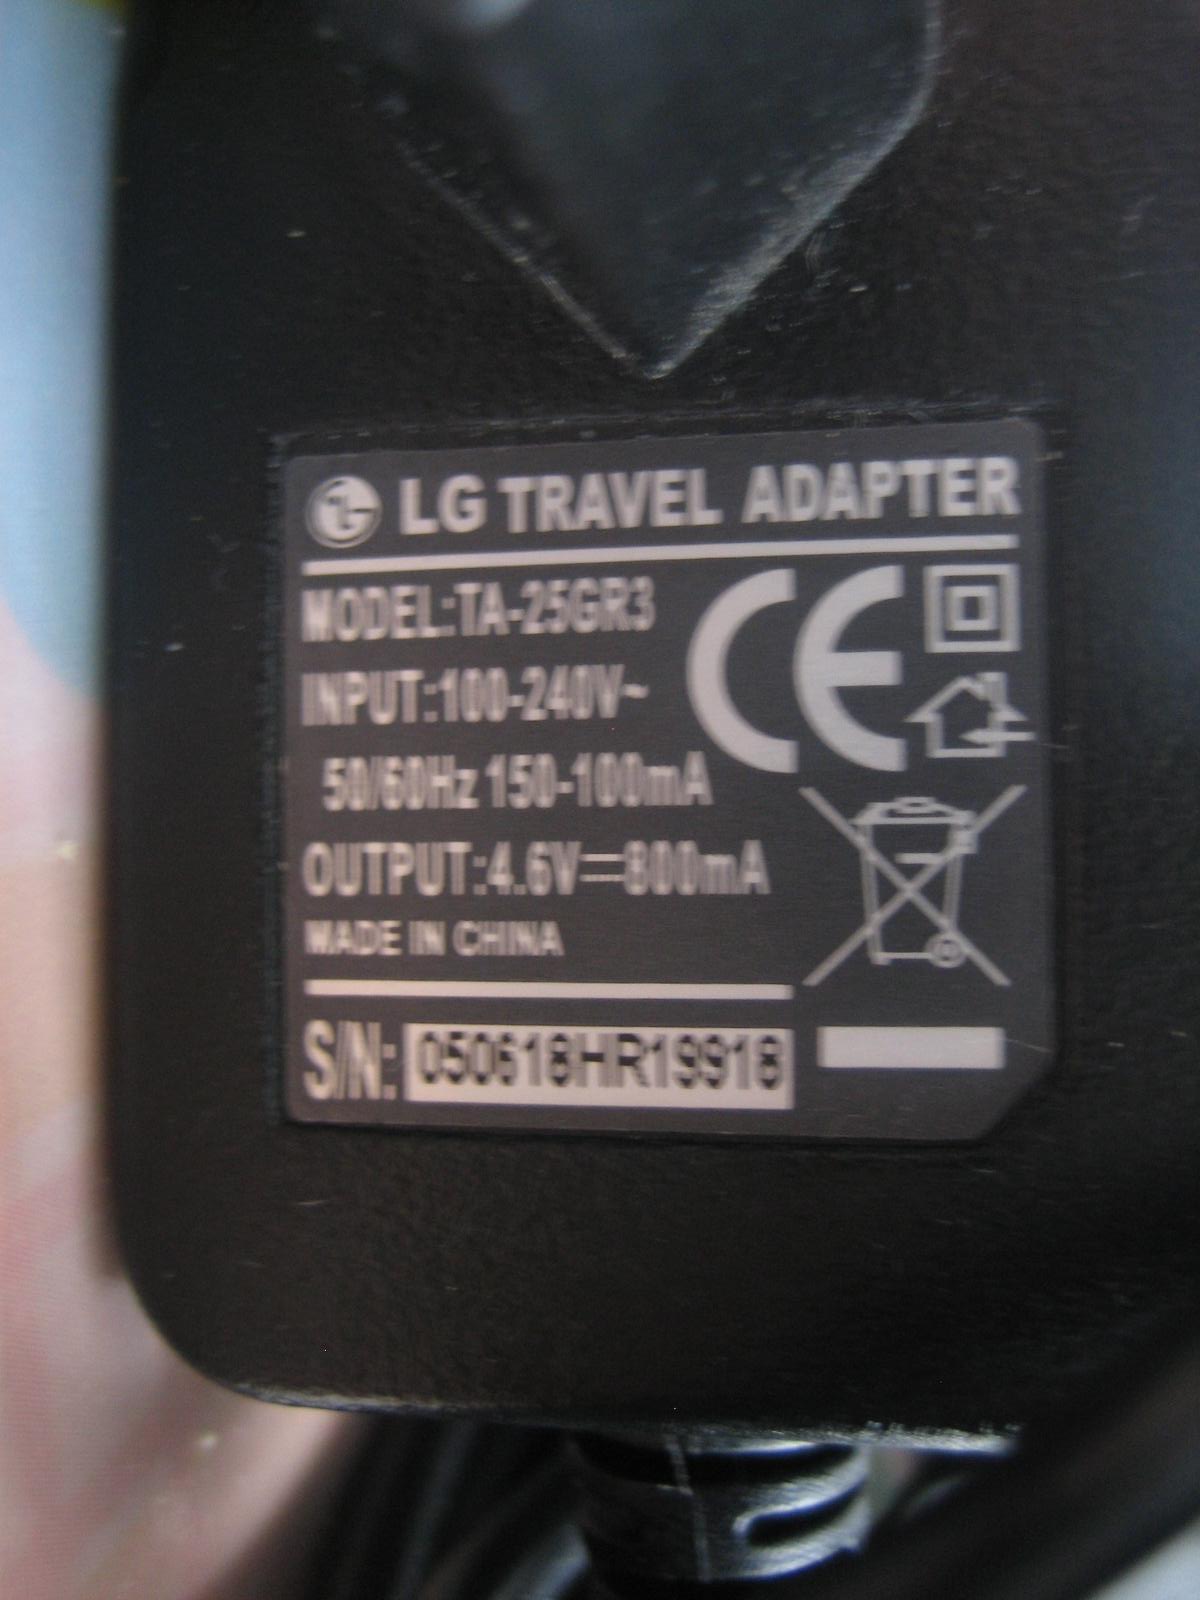 LG TRAVEL ADAPTER
MODEL:TA-25GR3
INPUT:100-240V~
50/60Hz 150-100mA
OUTPUT:4.6V⎓800mA
MADE IN CHINA
S/N: 050618HR19918
CE